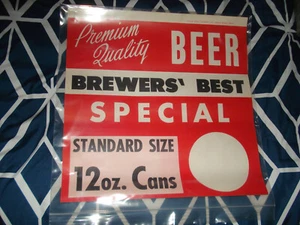 Premium
Quality BEER
BREWERS' BEST
SPECIAL
STANDARD SIZE
12oz. Cans